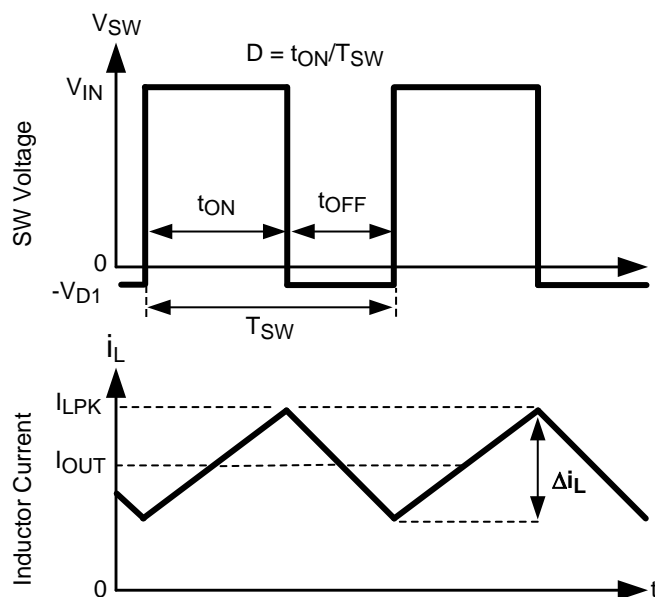 VSW
D = tON/TSW
VIN
SW Voltage
tON
tOFF
0
-VD1
TSW
iL
ILPK
IOUT
ΔiL
Inductor Current
0
t